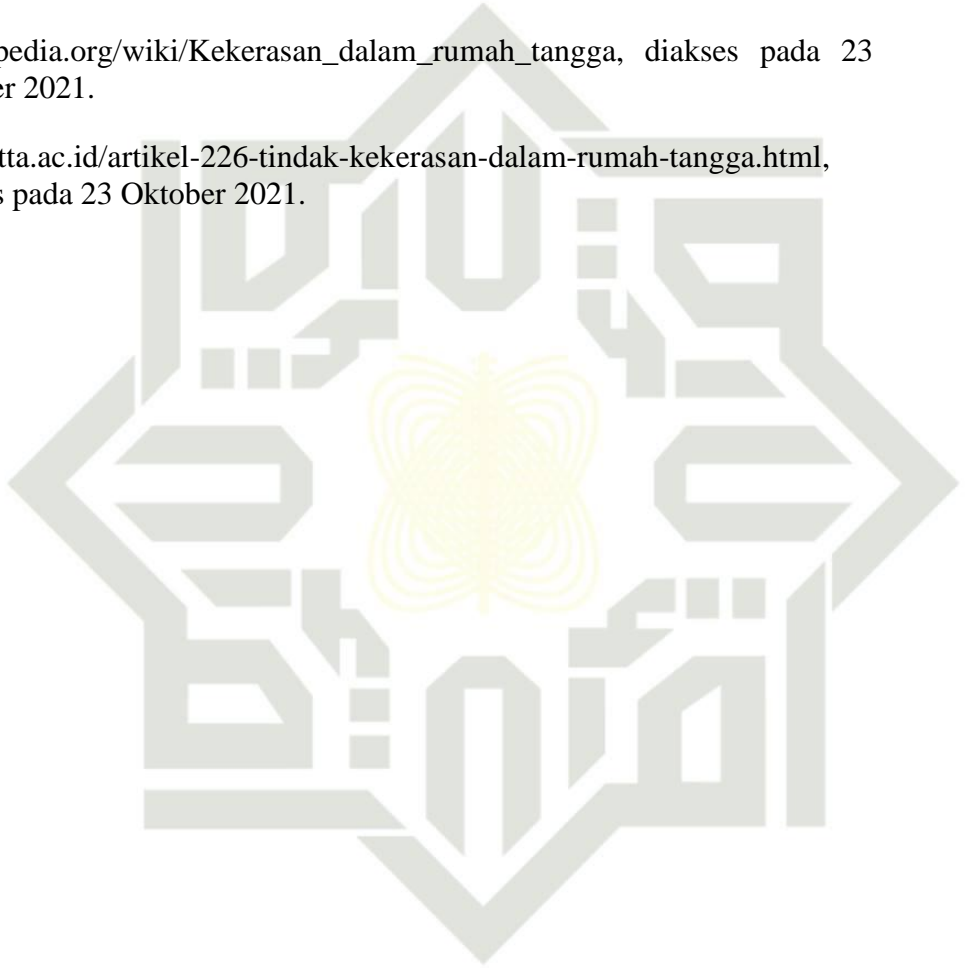 pedia.org/wiki/Kekerasan_dalam_rumah_tangga, diakses pada 23
er 2021.
tta.ac.id/artikel-226-tindak-kekerasan-dalam-rumah-tangga.html,
s pada 23 Oktober 2021.